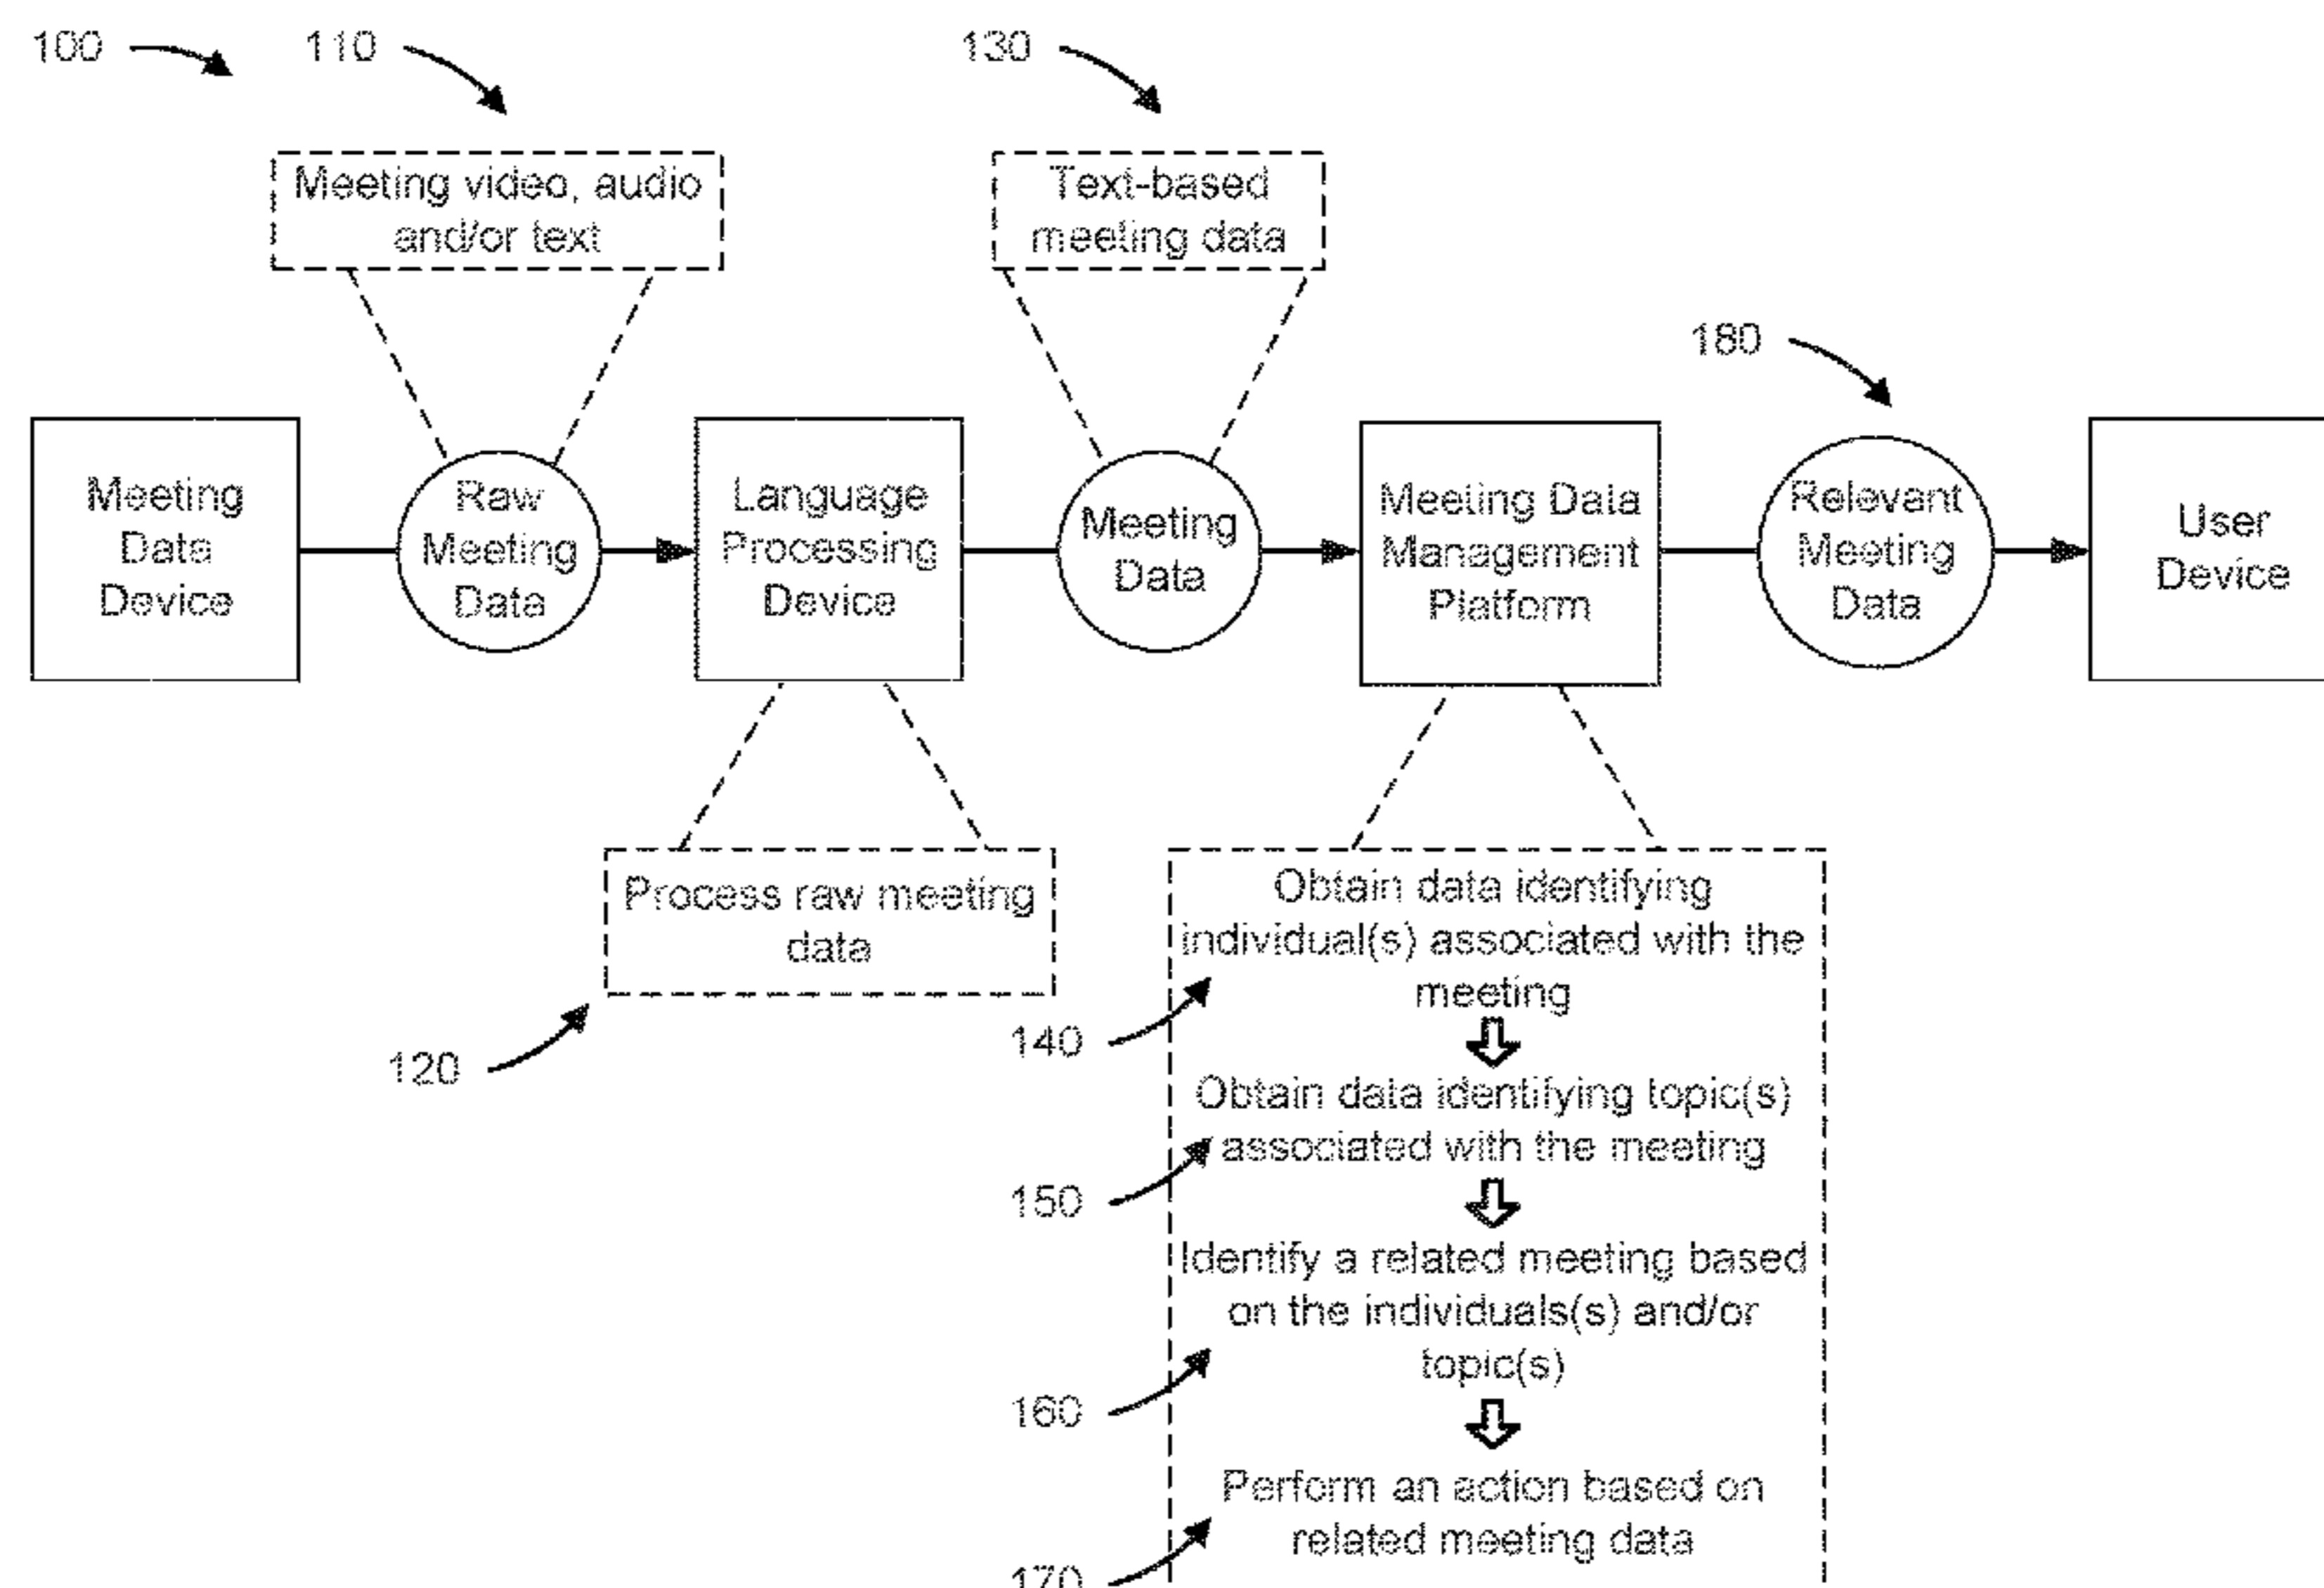 100
110
130
Meeting video, audio
and/or text
Text-based
meeting data
180
Meeting
Data
Device
Raw
Meeting
Data
Language
Processing
Device
Meeting
Data
Meeting Data
Management
Platform
Relevant
Meeting
Data
User
Device
Process raw meeting
data
120
Obtain data identifying
individual(s) associated with the
meeting
140
Obtain data identifying topic(s)
associated with the meeting
150
Identify a related meeting based
on the individuals(s) and/or
topic(s)
160
Perform an action based on
related meeting data
170